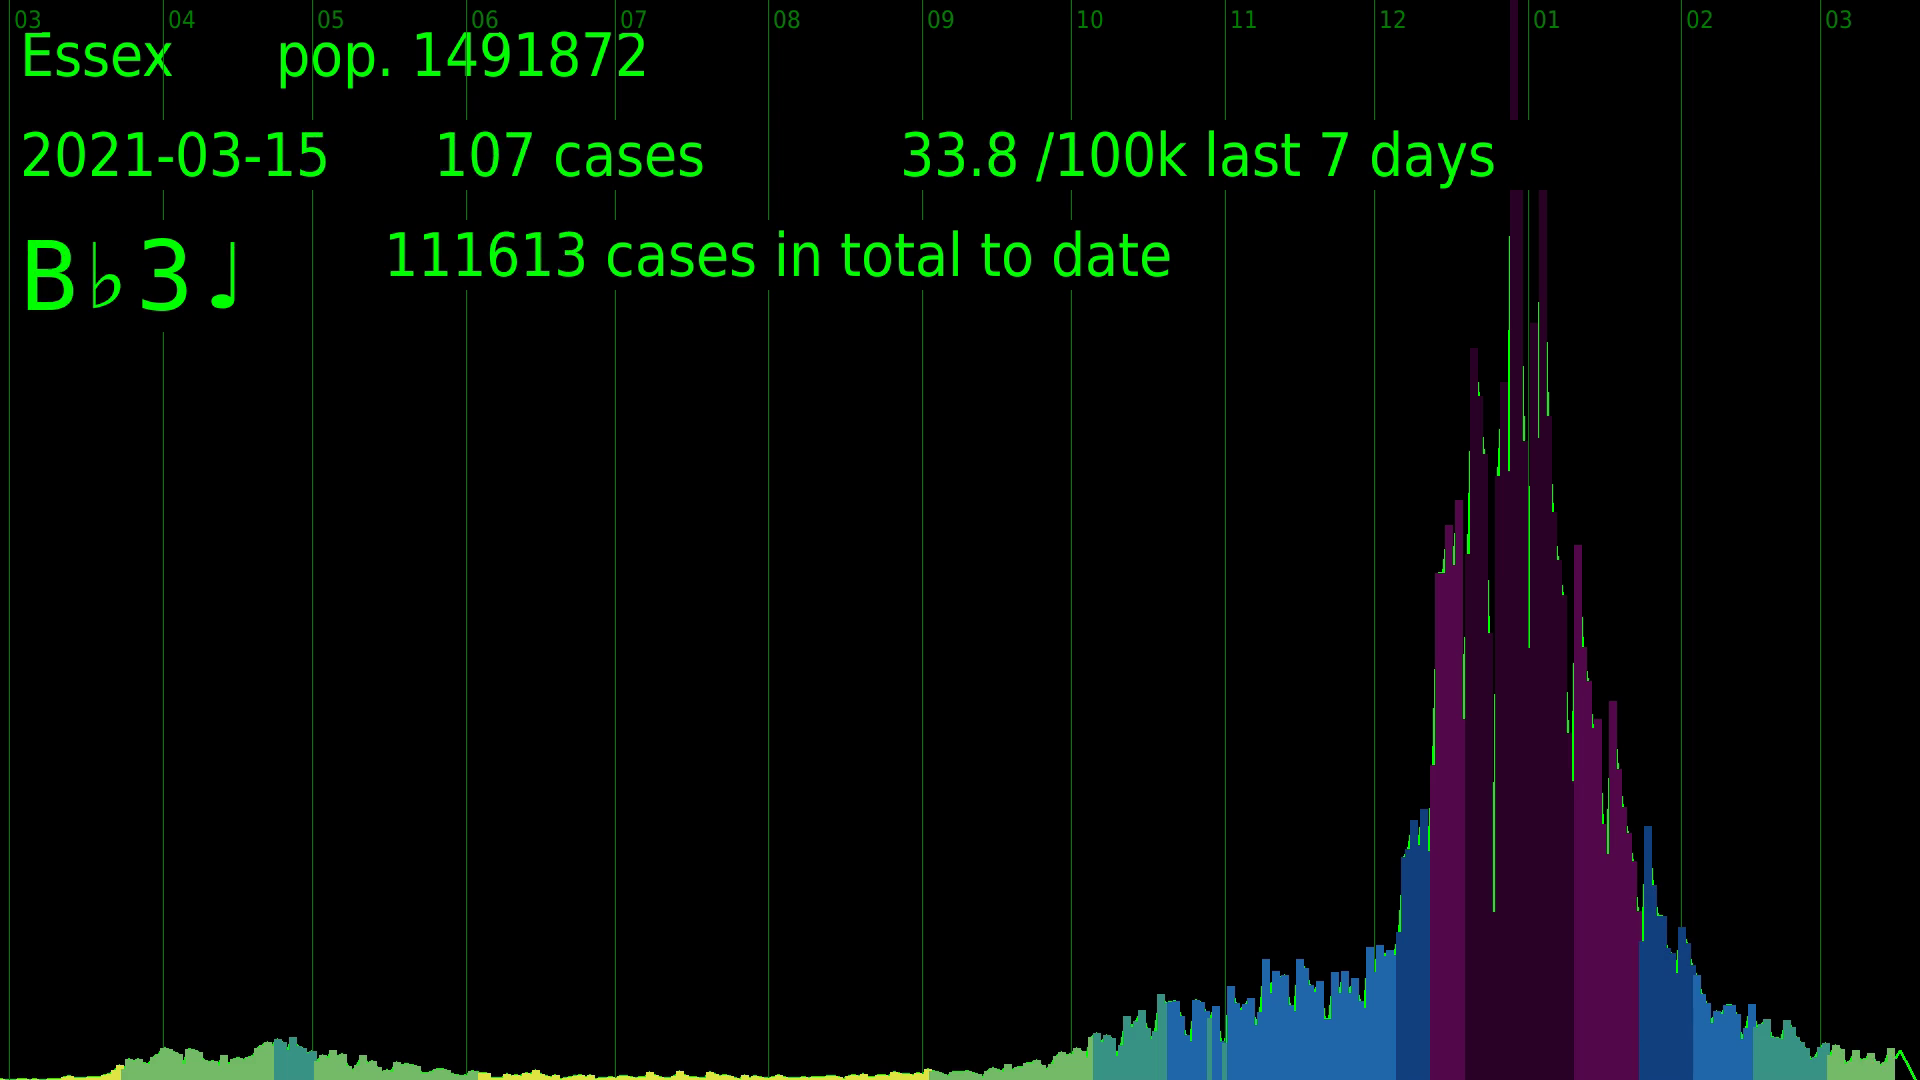 03 04 05 06 07 08 09 10 11 12 01 02 03
Essex pop. 1491872
2021-03-15 107 cases 33.8 /100k last 7 days
B♭3♩ 111613 cases in total to date